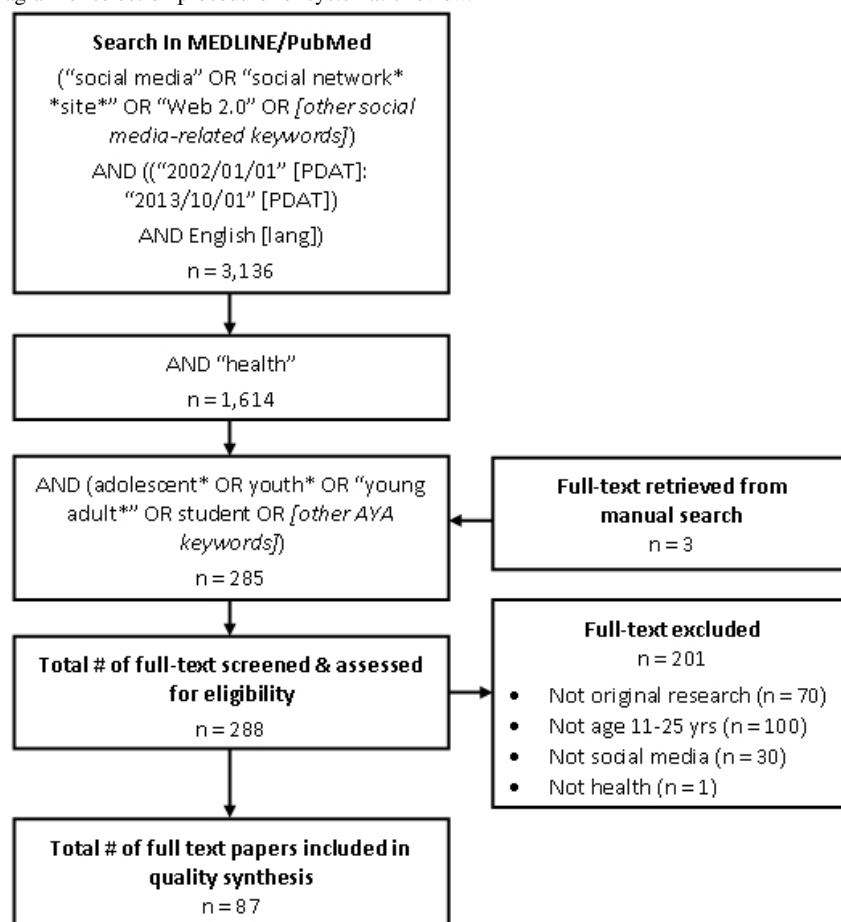 Search In MEDLINE/PubMed
(“social media” OR “social network*
*site*” OR “Web 2.0” OR [other social
media-related keywords])
AND ((“2002/01/01” [PDAT]:
“2013/10/01” [PDAT])
AND English [lang])
n = 3,136
AND “health”
n = 1,614
AND (adolescent* OR youth* OR “young
adult*” OR student OR [other AYA
keywords])
n = 285
Full-text retrieved from
manual search
n = 3
Total # of full-text screened & assessed
for eligibility
n = 288
Full-text excluded
n = 201
• Not original research (n = 70)
• Not age 11-25 yrs (n = 100)
• Not social media (n = 30)
• Not health (n = 1)
Total # of full text papers included in
quality synthesis
n = 87